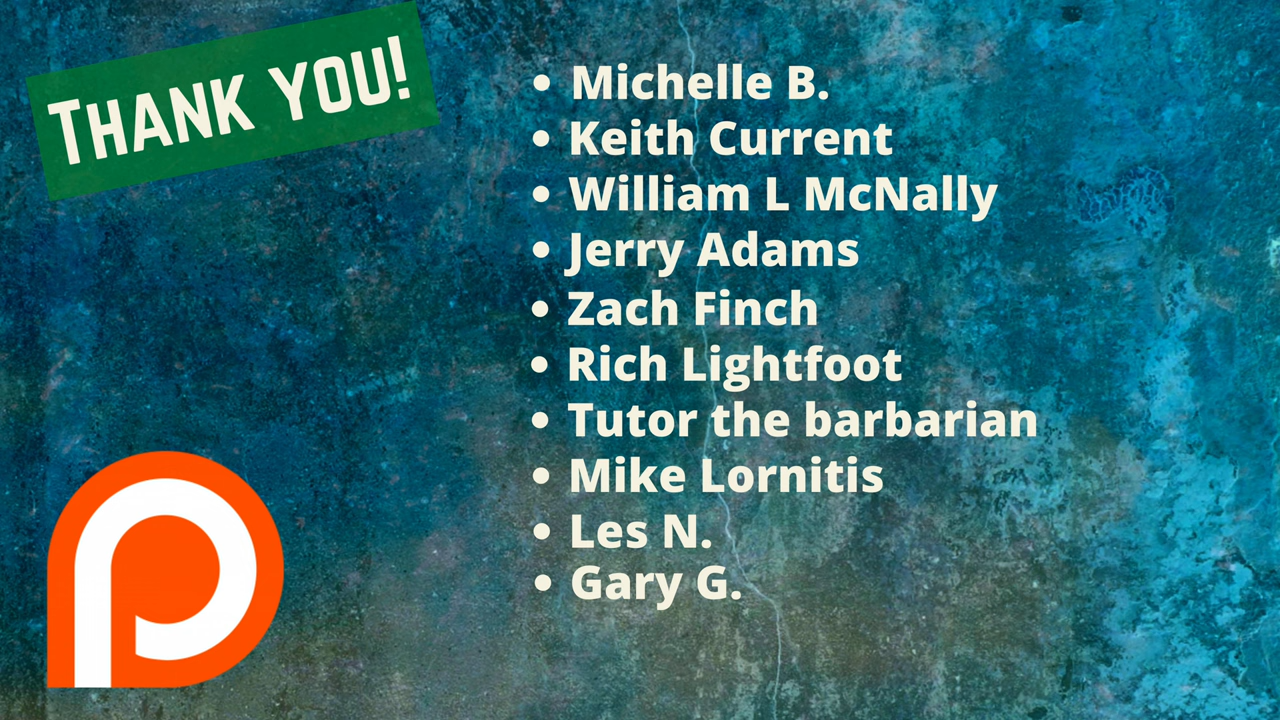 THANK YOU!
• Michelle B.
• Keith Current
• William L McNally
• Jerry Adams
• Zach Finch
• Rich Lightfoot
• Tutor the barbarian
• Mike Lornitis
• Les N.
• Gary G.